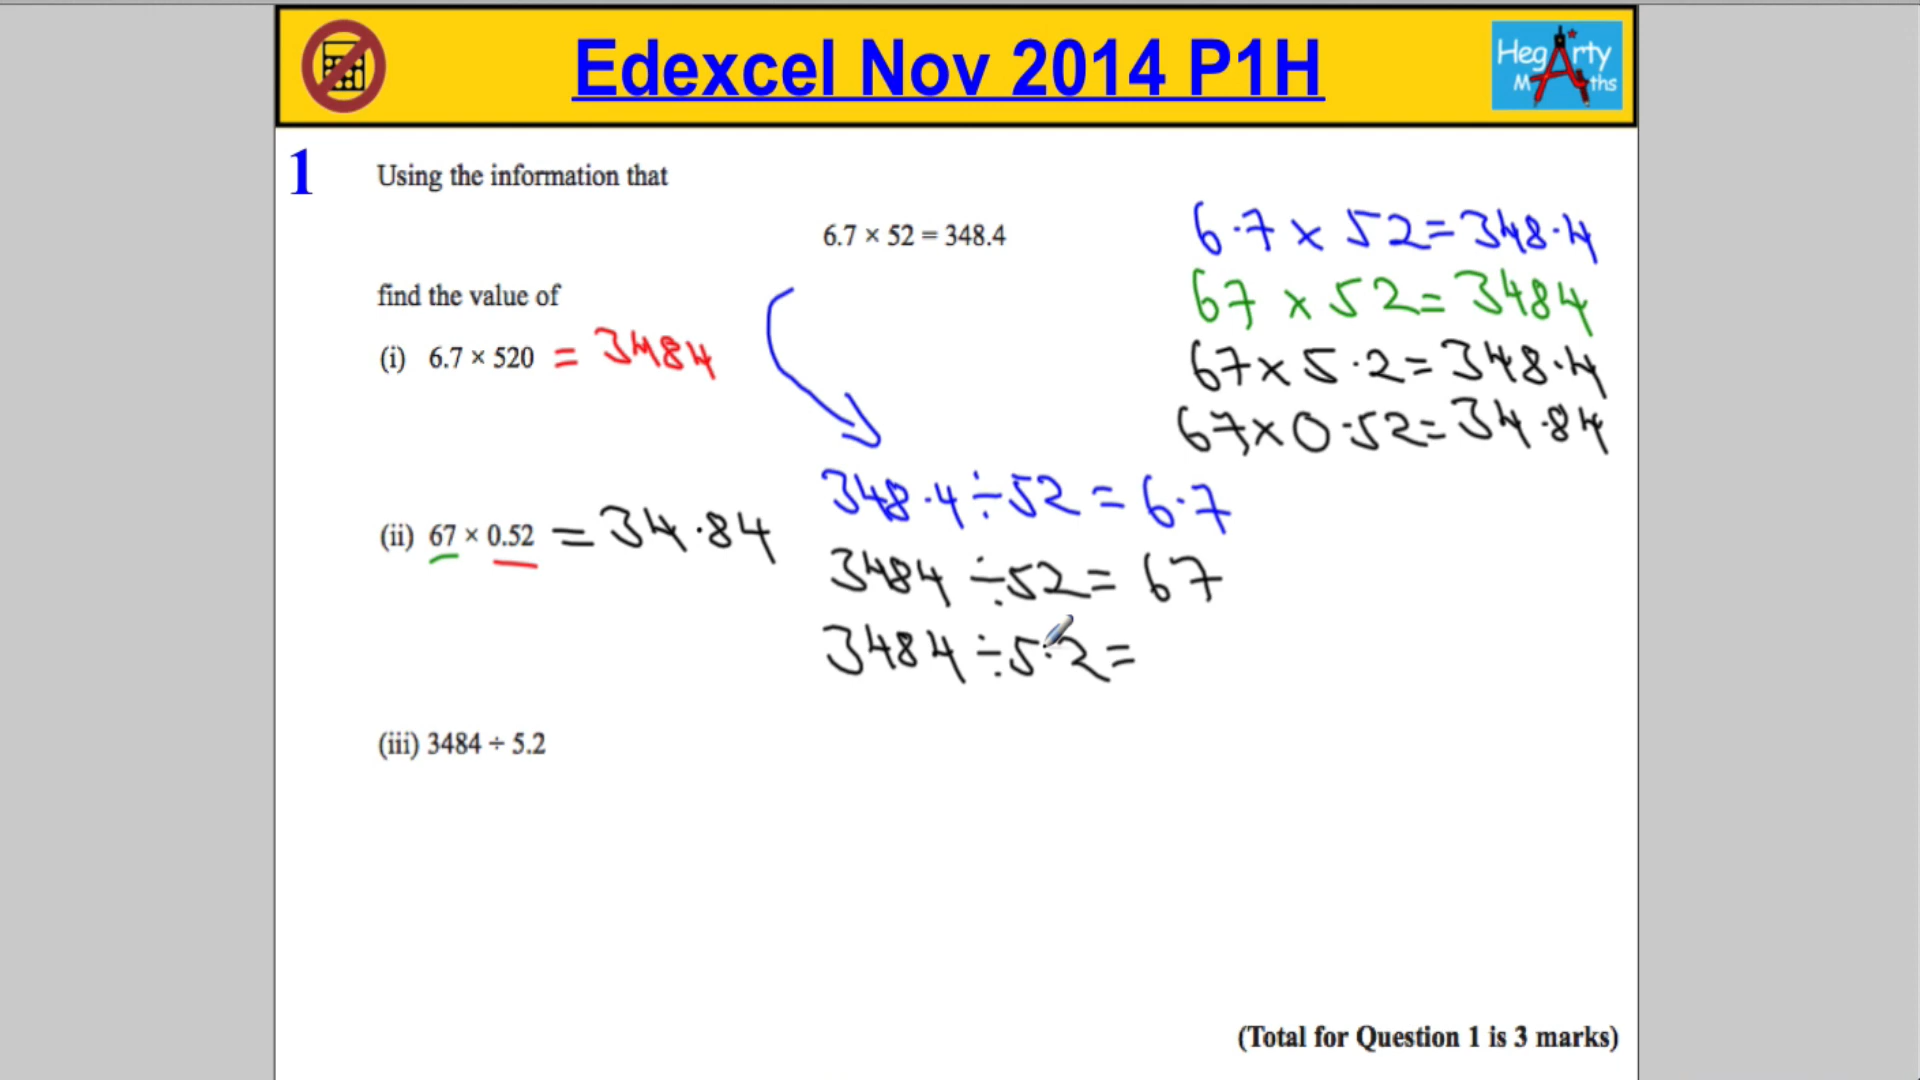 Edexcel Nov 2014 P1H
Hegarty
Maths
1 Using the information that
6.7 × 52 = 348.4
6.7 × 52 = 348.4
find the value of
67 × 52 = 3484
(i) 6.7 × 520 = 3484
67 × 5.2 = 348.4
67 × 0.52 = 34.84
348.4 ÷ 52 = 6.7
(ii) 67 × 0.52 = 34.84
3484 ÷ 52 = 67
3484 ÷ 5.2 =
(iii) 3484 ÷ 5.2
(Total for Question 1 is 3 marks)